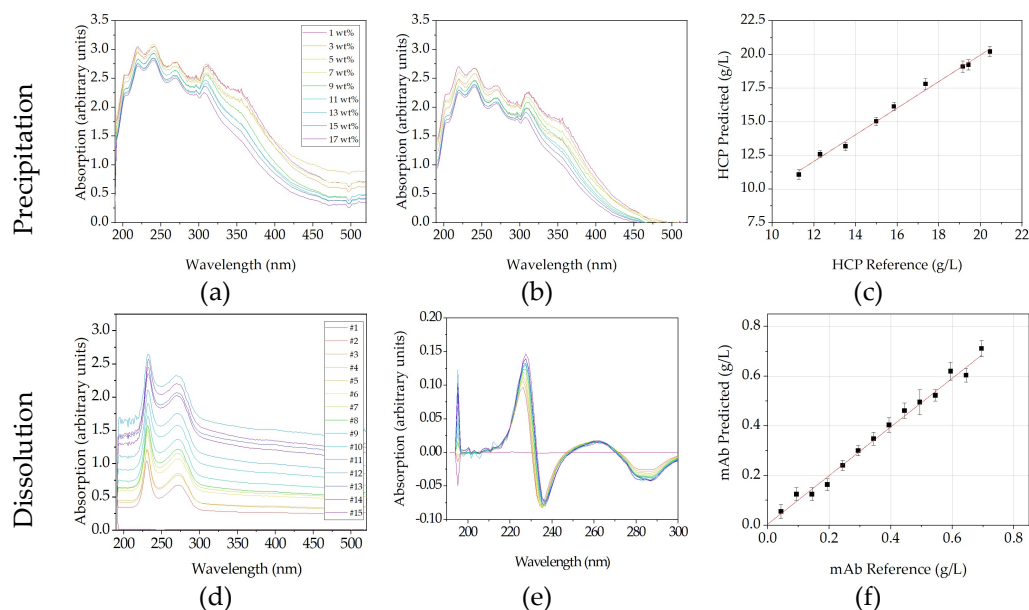 Precipitation
Absorption (arbitrary units)
3.5
3.0
2.5
2.0
1.5
1.0
0.5
0.0
200 250 300 350 400 450 500
Wavelength (nm)
1 wt%
3 wt%
5 wt%
7 wt%
9 wt%
11 wt%
13 wt%
15 wt%
17 wt%
(a)
Absorption (arbitrary units)
3.5
3.0
2.5
2.0
1.5
1.0
0.5
0.0
200 250 300 350 400 450 500
Wavelength (nm)
(b)
HCP Predicted (g/L)
22.5
20.0
17.5
15.0
12.5
10.0
7.5
10 12 14 16 18 20 22
HCP Reference (g/L)
(c)
Dissolution
Absorption (arbitrary units)
3.0
2.5
2.0
1.5
1.0
0.5
0.0
200 250 300 350 400 450 500
Wavelength (nm)
#1
#2
#3
#4
#5
#6
#7
#8
#9
#10
#11
#12
#13
#14
#15
(d)
Absorption (arbitrary units)
0.20
0.15
0.10
0.05
0.00
-0.05
-0.10
200 220 240 260 280 300
Wavelength (nm)
(e)
mAb Predicted (g/L)
0.8
0.6
0.4
0.2
0.0
0.0 0.2 0.4 0.6 0.8
mAb Reference (g/L)
(f)